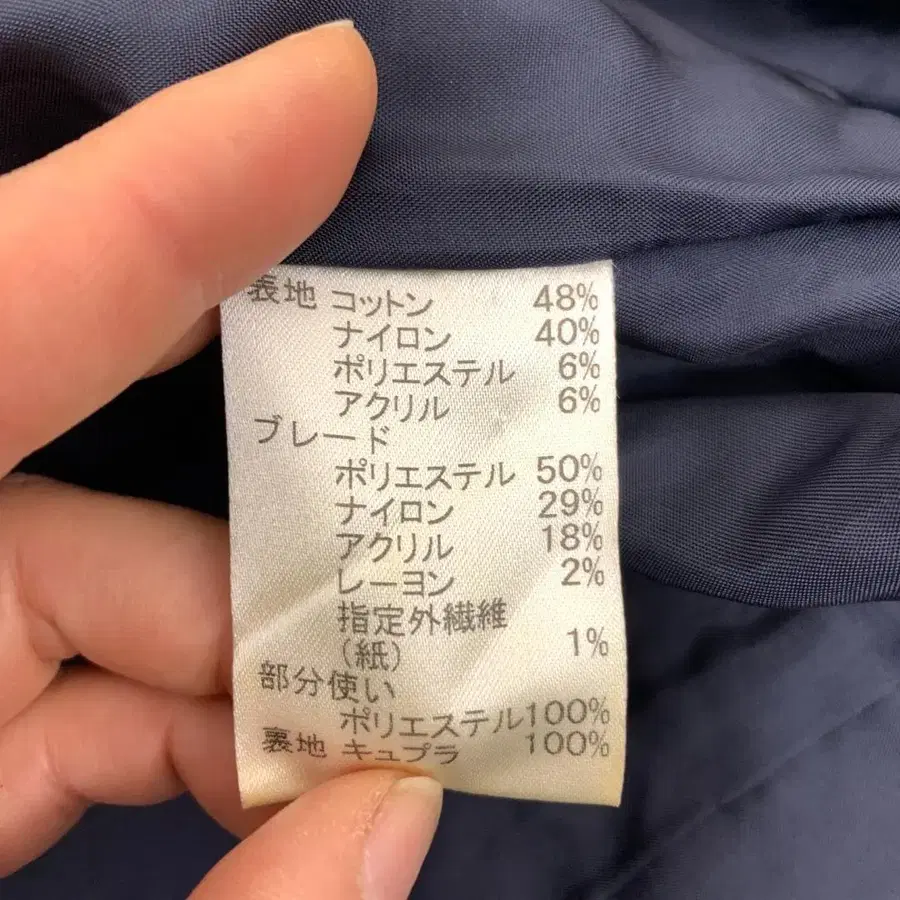 表地 コットン 48%
ナイロン 40%
ポリエステル 6%
アクリル 6%
ブレード
ポリエステル 50%
ナイロン 29%
アクリル 18%
レーヨン 2%
指定外繊維
(紙) 1%
部分使い
ポリエステル100%
裏地 キュプラ 100%